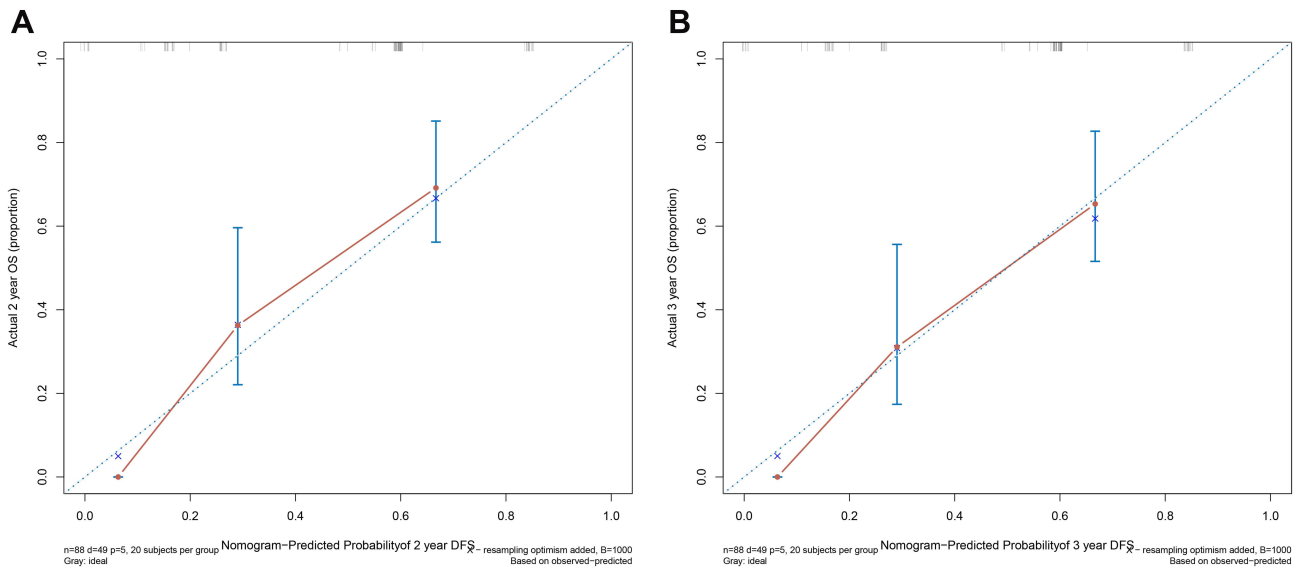 A
Actual 2 year OS (proportion)
1.0
0.8
0.6
0.4
0.2
0.0
0.0 0.2 0.4 0.6 0.8 1.0
n=88 d=49 p=5, 20 subjects per group Nomogram−Predicted Probabilityof 2 year DFS X − resampling optimism added, B=1000
Gray: ideal Based on observed−predicted
B
Actual 3 year OS (proportion)
1.0
0.8
0.6
0.4
0.2
0.0
0.0 0.2 0.4 0.6 0.8 1.0
n=88 d=49 p=5, 20 subjects per group Nomogram−Predicted Probabilityof 3 year DFS X − resampling optimism added, B=1000
Gray: ideal Based on observed−predicted